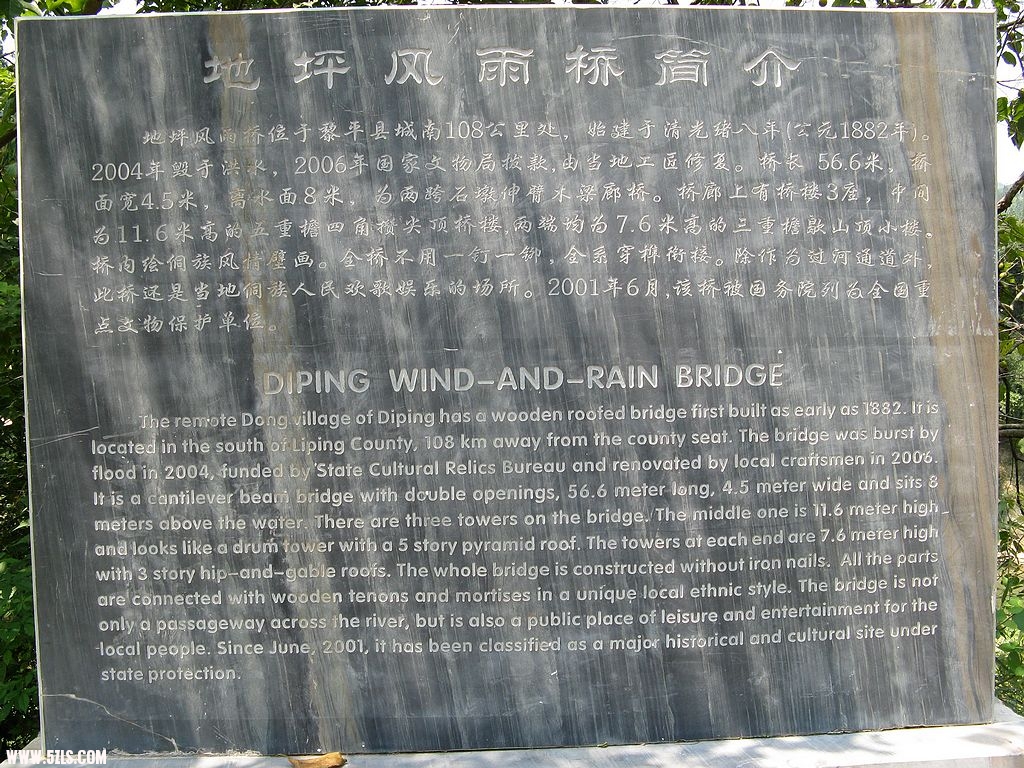 地坪风雨桥简介
地坪风雨桥位于黎平县城南108公里处，始建于清光绪八年(公元1882年)。
2004年毁于洪水，2006年国家文物局拔款,由当地工匠修复。桥长 56.6米，桥
面宽4.5米，离水面8米，为两跨石墩伸臂木梁廊桥。桥廊上有桥楼3座，中间
为11.6米高的五重檐四角攒尖顶桥楼,两端均为7.6米高的三重檐歇山顶小楼。
桥内绘侗族风情壁画。全桥不用一钉一铆，全系穿榫衔接。除作为过河通道外，
此桥还是当地侗族人民欢歌娱乐的场所。2001年6月,该桥被国务院列为全国重
点文物保护单位。
DIPING WIND-AND-RAIN BRIDGE
The remote Dong village of Diping has a wooden roofed bridge first built as early as 1882. It is
located in the south of Liping County, 108 km away from the county seat. The bridge was burst by
flood in 2004, funded by State Cultural Relics Bureau and renovated by local craftsmen in 2006.
It is a cantilever beam bridge with double openings, 56.6 meter long, 4.5 meter wide and sits 8
meters above the water. There are three towers on the bridge. The middle one is 11.6 meter high
and looks like a drum tower with a 5 story pyramid roof. The towers at each end are 7.6 meter high
with 3 story hip-and-gable roofs. The whole bridge is constructed without iron nails. All the parts
are connected with wooden tenons and mortises in a unique local ethnic style. The bridge is not
only a passageway across the river, but is also a public place of leisure and entertainment for the
local people. Since June, 2001, it has been classified as a major historical and cultural site under
state protection.
WWW.5ZLS.COM